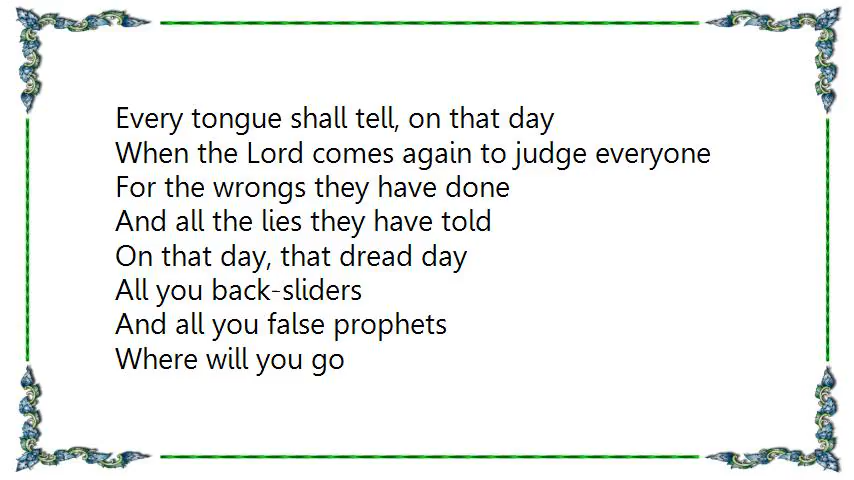 Every tongue shall tell, on that day
When the Lord comes again to judge everyone
For the wrongs they have done
And all the lies they have told
On that day, that dread day
All you back-sliders
And all you false prophets
Where will you go